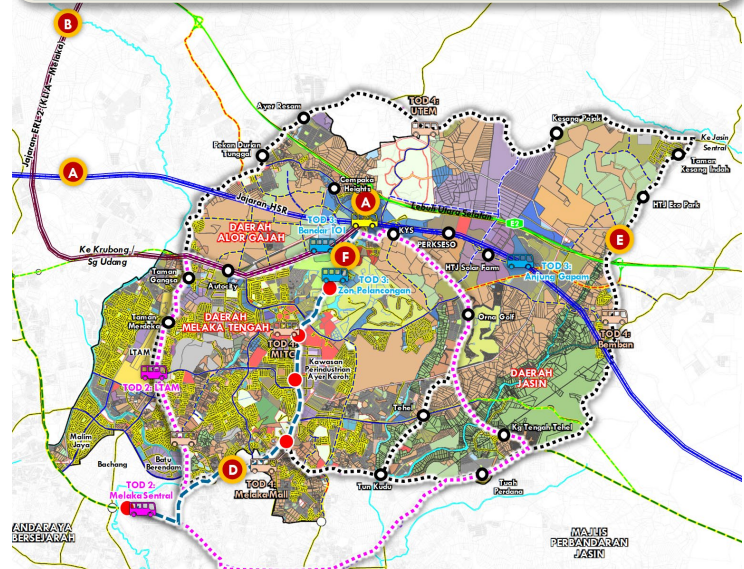 B
Jajaran ERL 2 (KLIA - Melaka)
A
Ayer Resam
TOD 4:
UTEM
Kesang Pajak
Ke Jasin
Sentral
Pekan Durian
Tunggal
Taman
Kesang Indah
Cempaka
Heights
HTJ Eco Park
Jajaran HSR
A
Lebuh Utara Selatan
E2
DAERAH
ALOR GAJAH
TOD 1:
Bandar TOI
KYS
PERKESO
E
Ke Krubong /
Sg Udang
F
HTJ Solar Farm
TOD 3:
Anjung Gapam
Taman
Gangsa
Autocity
TOD 3:
Zon Pelancongan
Taman
Merdeka
DAERAH
MELAKA TENGAH
Orna Golf
TOD 4:
Bemban
LTAM
TOD 4:
MITC
Kawasan
Perindustrian
Ayer Keroh
TOD 2: LTAM
DAERAH
JASIN
Tehel
Malim
Jaya
Kg Tengah Tehel
Bachang
Batu
Berendam
D
TOD 4:
Melaka Mall
Tun Kudu
Tuah
Perdana
TOD 2:
Melaka Sentral
ANDARAYA
BERSEJARAH
MAJLIS
PERBANDARAN
JASIN